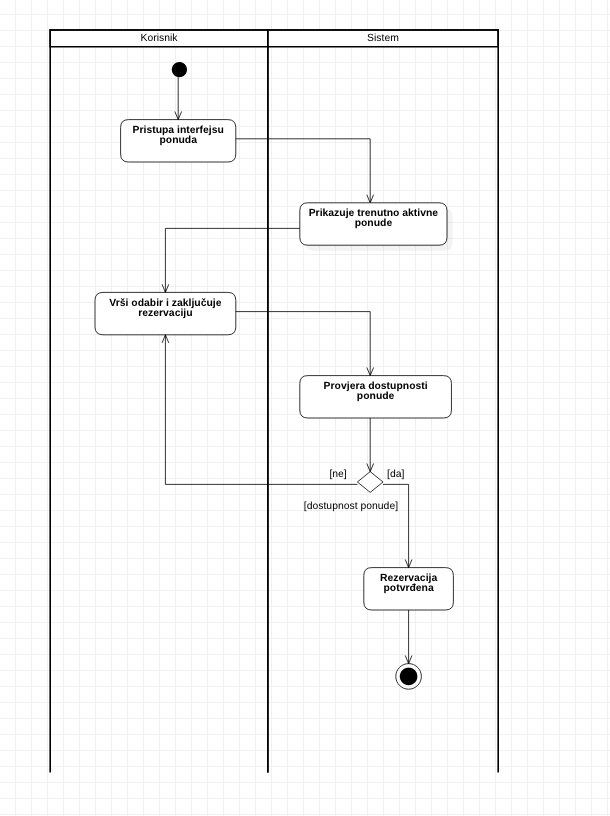 Korisnik
Sistem
Pristupa interfejsu
ponuda
Prikazuje trenutno aktivne
ponude
Vrši odabir i zaključuje
rezervaciju
Provjera dostupnosti
ponude
[ne]
[da]
[dostupnost ponude]
Rezervacija
potvrđena